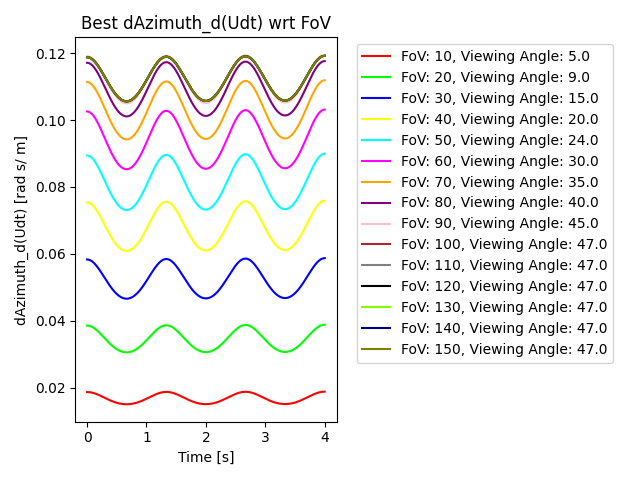 Best dAzimuth_d(Udt) wrt FoV
dAzimuth_d(Udt) [rad s/ m]
0.12
0.10
0.08
0.06
0.04
0.02
0
1
2
3
4
Time [s]
FoV: 10, Viewing Angle: 5.0
FoV: 20, Viewing Angle: 9.0
FoV: 30, Viewing Angle: 15.0
FoV: 40, Viewing Angle: 20.0
FoV: 50, Viewing Angle: 24.0
FoV: 60, Viewing Angle: 30.0
FoV: 70, Viewing Angle: 35.0
FoV: 80, Viewing Angle: 40.0
FoV: 90, Viewing Angle: 45.0
FoV: 100, Viewing Angle: 47.0
FoV: 110, Viewing Angle: 47.0
FoV: 120, Viewing Angle: 47.0
FoV: 130, Viewing Angle: 47.0
FoV: 140, Viewing Angle: 47.0
FoV: 150, Viewing Angle: 47.0